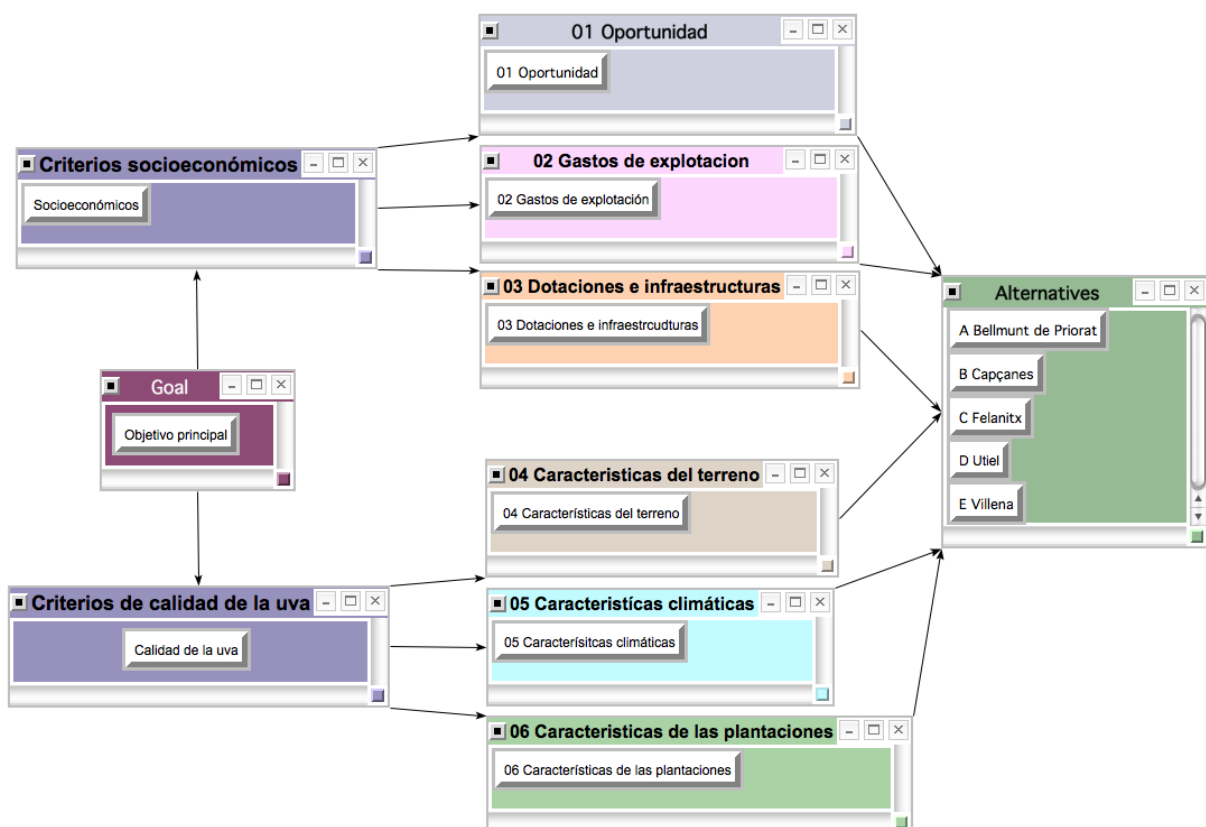 01 Oportunidad
01 Oportunidad
Criterios socioeconómicos
Socioeconómicos
02 Gastos de explotacion
02 Gastos de explotación
03 Dotaciones e infraestructuras
03 Dotaciones e infraestrcudturas
Alternatives
A Bellmunt de Priorat
B Capçanes
C Felanitx
D Utiel
E Villena
Goal
Objetivo principal
04 Caracteristicas del terreno
04 Características del terreno
Criterios de calidad de la uva
Calidad de la uva
05 Caracteristícas climáticas
05 Caracterísitcas climáticas
06 Caracteristicas de las plantaciones
06 Características de las plantaciones